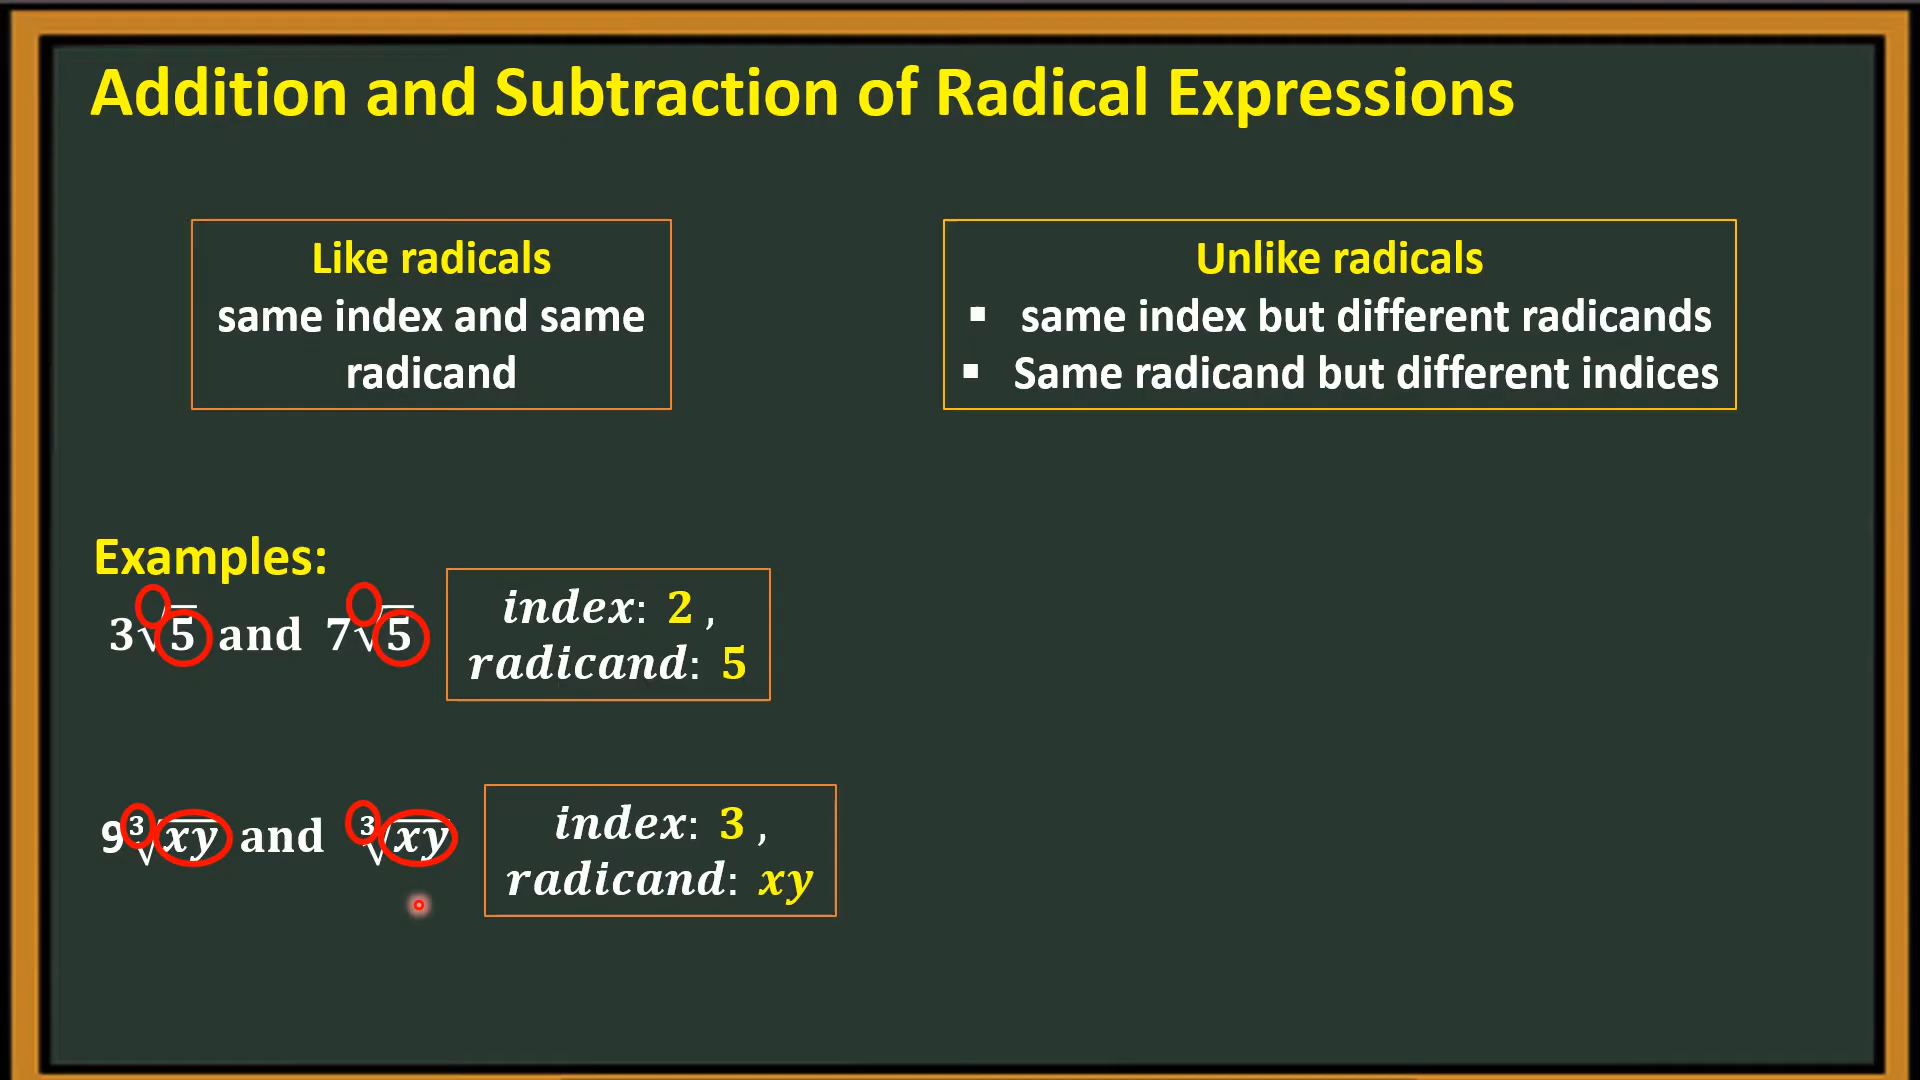 Addition and Subtraction of Radical Expressions
Like radicals
same index and same
radicand
Unlike radicals
▪ same index but different radicands
▪ Same radicand but different indices
Examples:
3√5 and 7√5
index: 2 ,
radicand: 5
9∛xy and ∛xy
index: 3 ,
radicand: xy